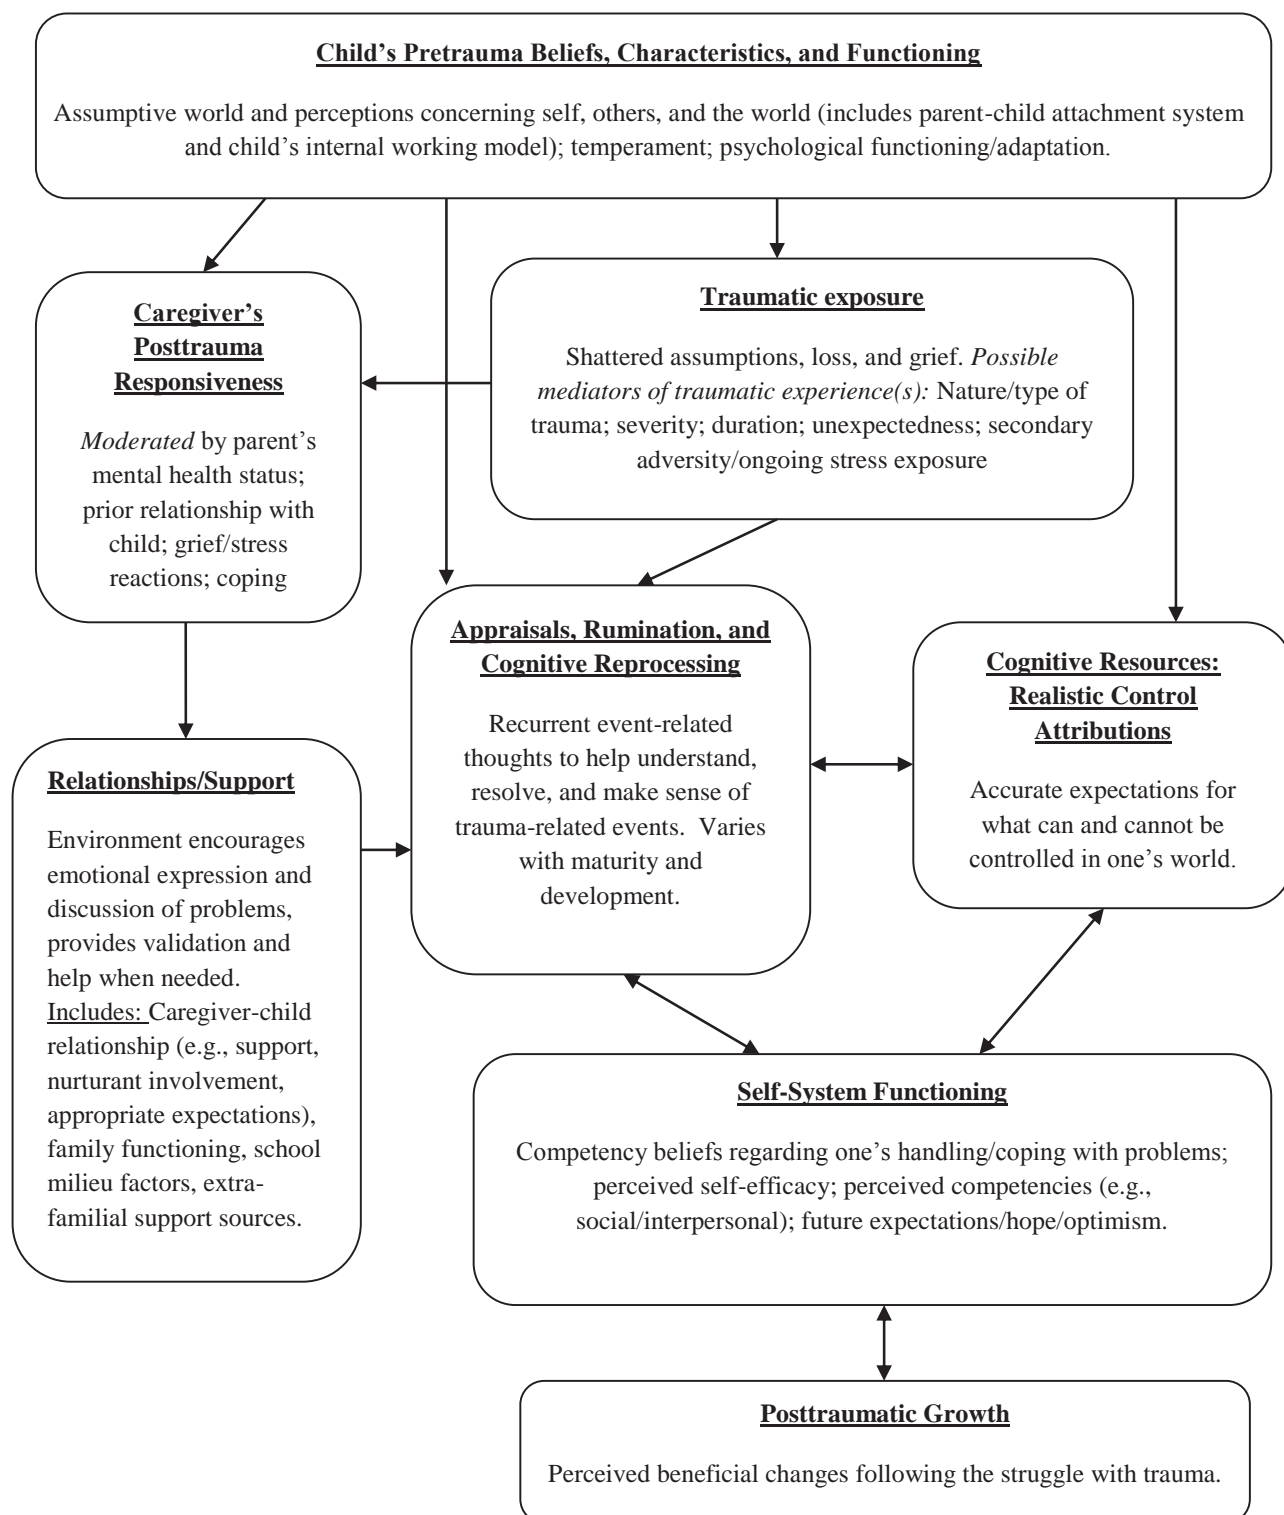 Child’s Pretrauma Beliefs, Characteristics, and Functioning
Assumptive world and perceptions concerning self, others, and the world (includes parent-child attachment system
and child’s internal working model); temperament; psychological functioning/adaptation.
Caregiver’s
Posttrauma
Responsiveness
Moderated by parent’s
mental health status;
prior relationship with
child; grief/stress
reactions; coping
Traumatic exposure
Shattered assumptions, loss, and grief. Possible
mediators of traumatic experience(s): Nature/type of
trauma; severity; duration; unexpectedness; secondary
adversity/ongoing stress exposure
Appraisals, Rumination, and
Cognitive Reprocessing
Recurrent event-related
thoughts to help understand,
resolve, and make sense of
trauma-related events.  Varies
with maturity and
development.
Cognitive Resources:
Realistic Control
Attributions
Accurate expectations for
what can and cannot be
controlled in one’s world.
Relationships/Support
Environment encourages
emotional expression and
discussion of problems,
provides validation and
help when needed.
Includes: Caregiver-child
relationship (e.g., support,
nurturant involvement,
appropriate expectations),
family functioning, school
milieu factors, extra-
familial support sources.
Self-System Functioning
Competency beliefs regarding one’s handling/coping with problems;
perceived self-efficacy; perceived competencies (e.g.,
social/interpersonal); future expectations/hope/optimism.
Posttraumatic Growth
Perceived beneficial changes following the struggle with trauma.